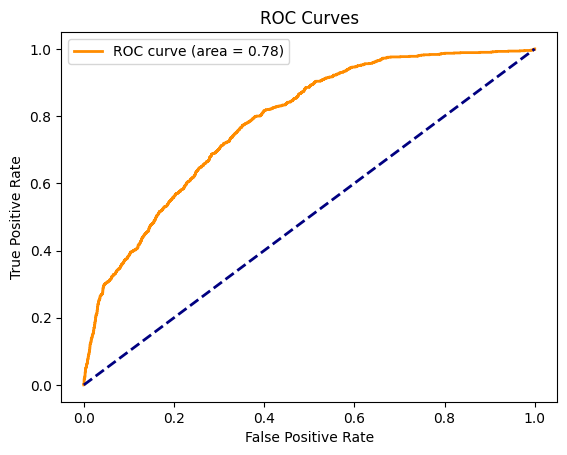 ROC Curves
ROC curve (area = 0.78)
True Positive Rate
1.0
0.8
0.6
0.4
0.2
0.0
0.0 0.2 0.4 0.6 0.8 1.0
False Positive Rate